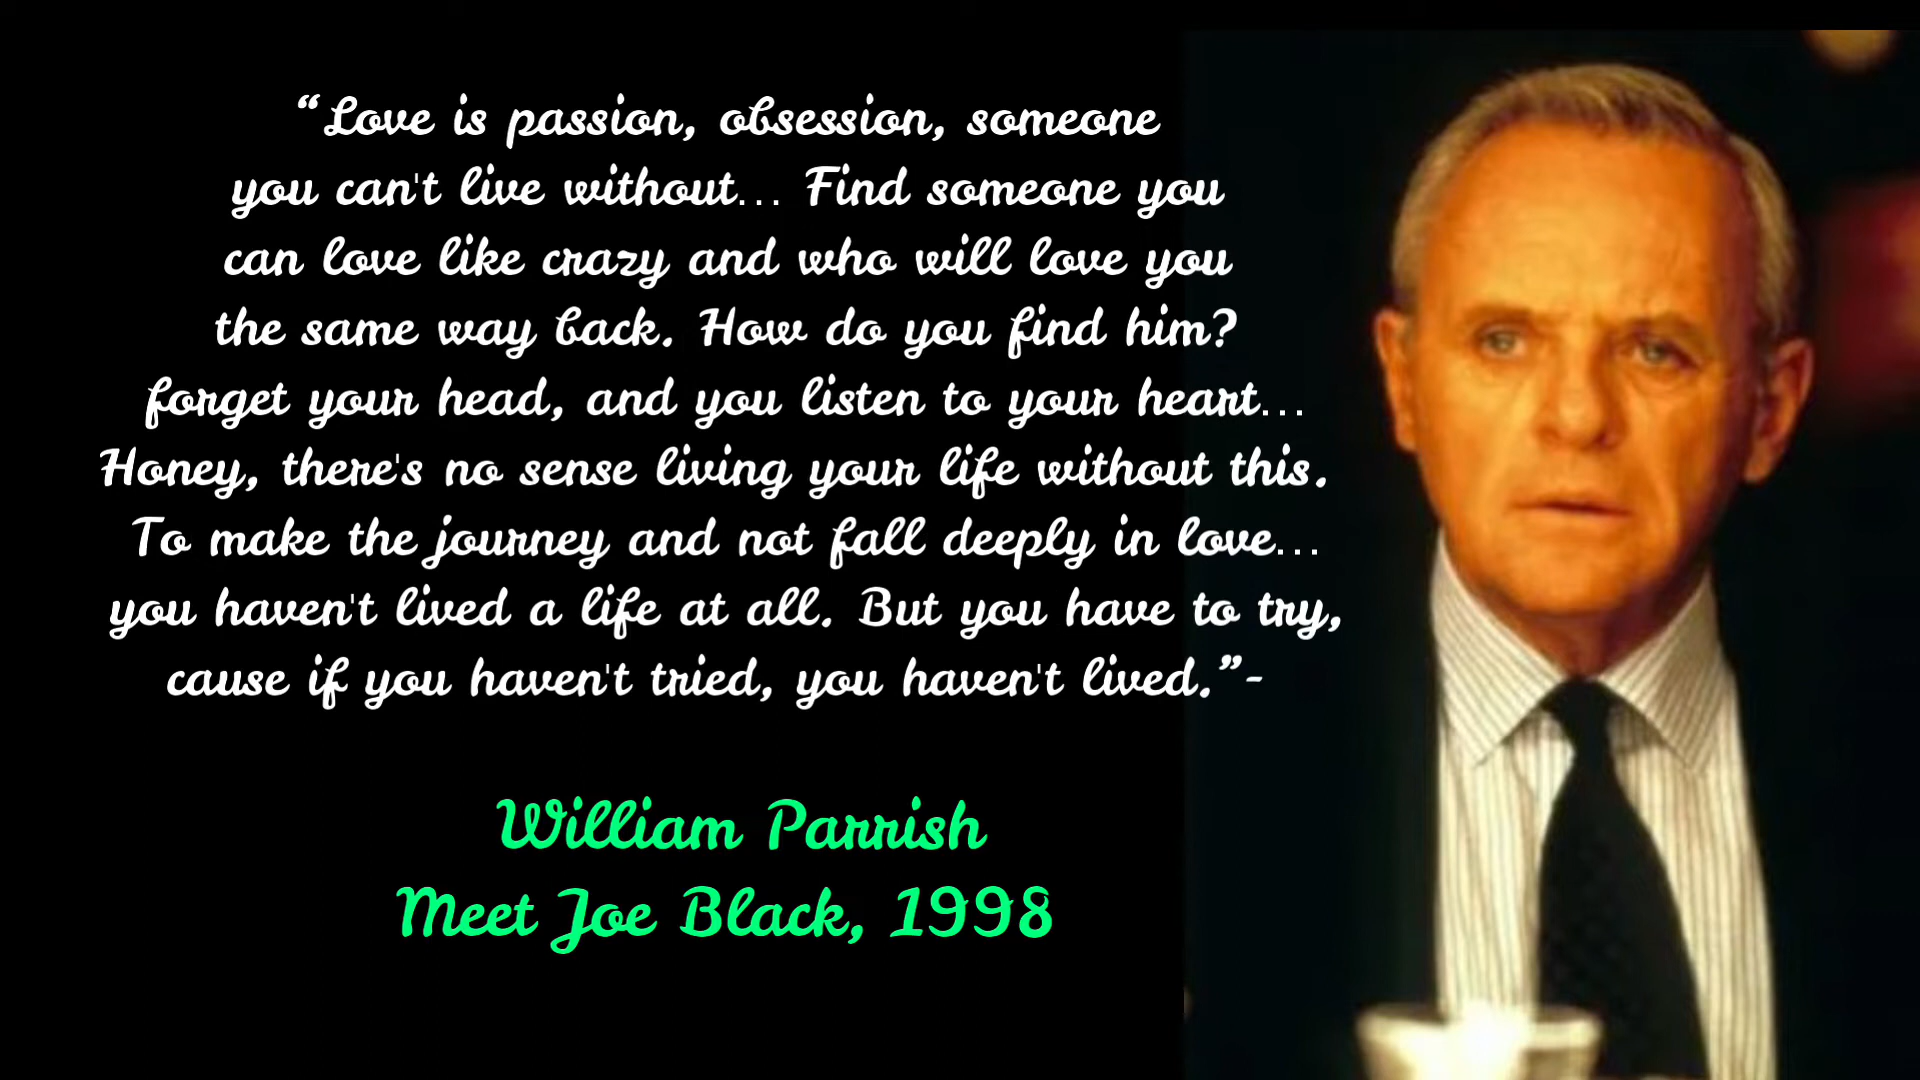 “Love is passion, obsession, someone
you can't live without... Find someone you
can love like crazy and who will love you
the same way back. How do you find him?
forget your head, and you listen to your heart...
Honey, there's no sense living your life without this.
To make the journey and not fall deeply in love...
you haven't lived a life at all. But you have to try,
cause if you haven't tried, you haven't lived.”-
William Parrish
Meet Joe Black, 1998